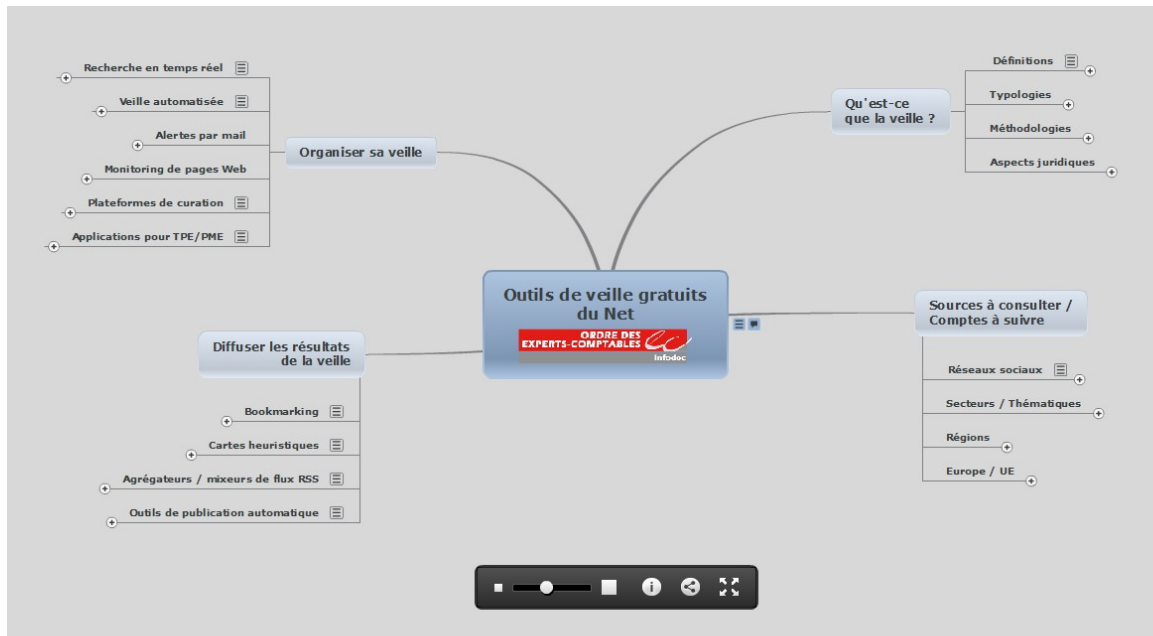 Outils de veille gratuits
du Net
ORDRE DES
EXPERTS-COMPTABLES
Infodoc
Qu'est-ce
que la veille ?
Définitions
Typologies
Méthodologies
Aspects juridiques
Sources à consulter /
Comptes à suivre
Réseaux sociaux
Secteurs / Thématiques
Régions
Europe / UE
Organiser sa veille
Recherche en temps réel
Veille automatisée
Alertes par mail
Monitoring de pages Web
Plateformes de curation
Applications pour TPE/PME
Diffuser les résultats
de la veille
Bookmarking
Cartes heuristiques
Agrégateurs / mixeurs de flux RSS
Outils de publication automatique